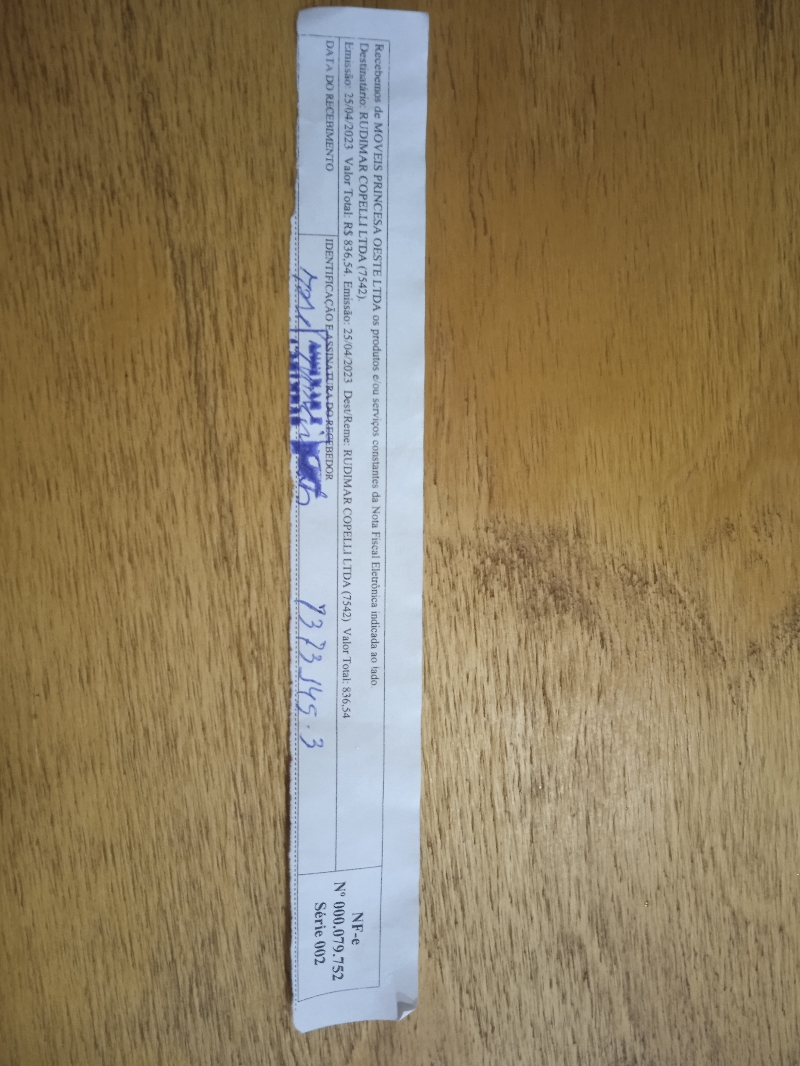 Recebemos de MOVEIS PRINCESA OESTE LTDA os produtos e/ou serviços constantes da Nota Fiscal Eletrônica indicada ao lado.
Destinatário: RUDIMAR COPELLI LTDA (7542).
Emissão: 25/04/2023 Valor Total: R$ 836,54 Emissão: 25/04/2023 Dest/Reme: RUDIMAR COPELLI LTDA (7542) Valor Total: 836,54
DATA DO RECEBIMENTO
IDENTIFICAÇÃO E ASSINATURA DO RECEBEDOR
NF-e
Nº 000.079.752
Série 002